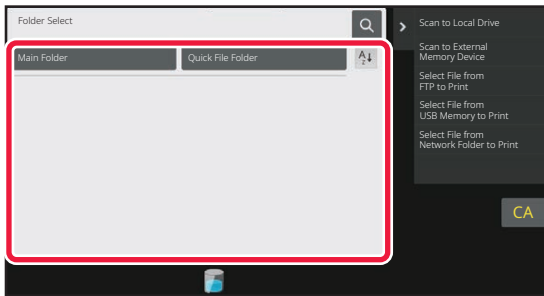 Folder Select
Main Folder
Quick File Folder
A
Z
Scan to Local Drive
Scan to External
Memory Device
Select File from
FTP to Print
Select File from
USB Memory to Print
Select File from
Network Folder to Print
CA